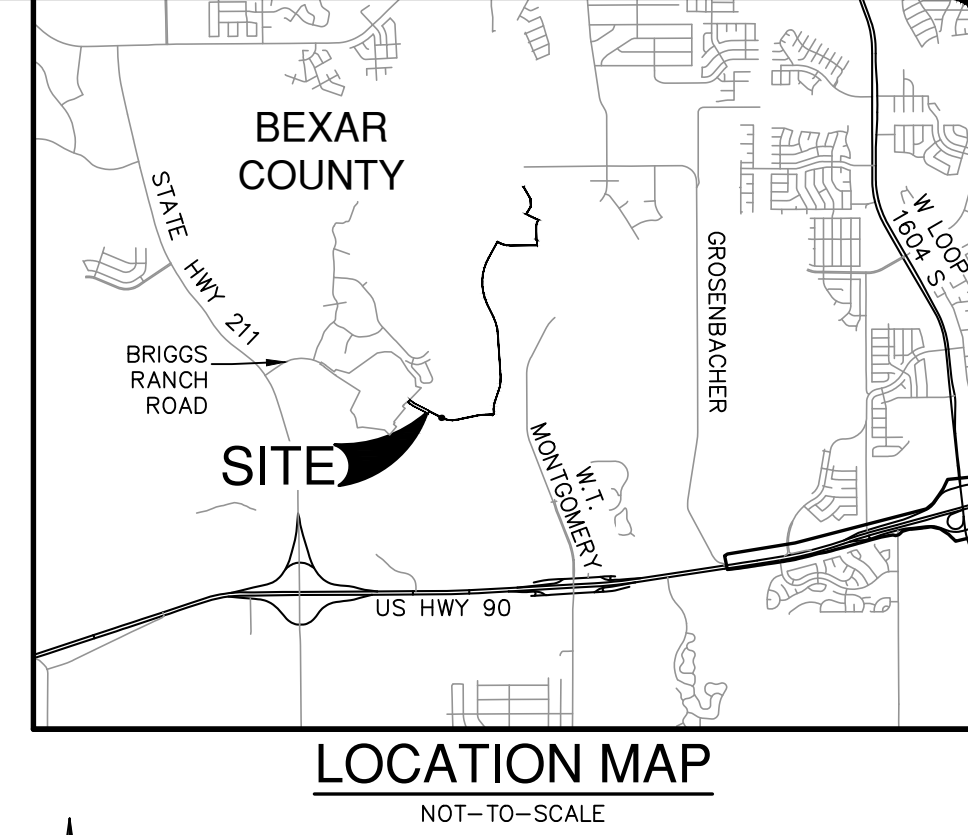 BEXAR
COUNTY
STATE HWY 211
W LOOP
1604 S
GROSENBACHER
BRIGGS
RANCH
ROAD
SITE
W.T.
MONTGOMERY
US HWY 90
LOCATION MAP
NOT-TO-SCALE